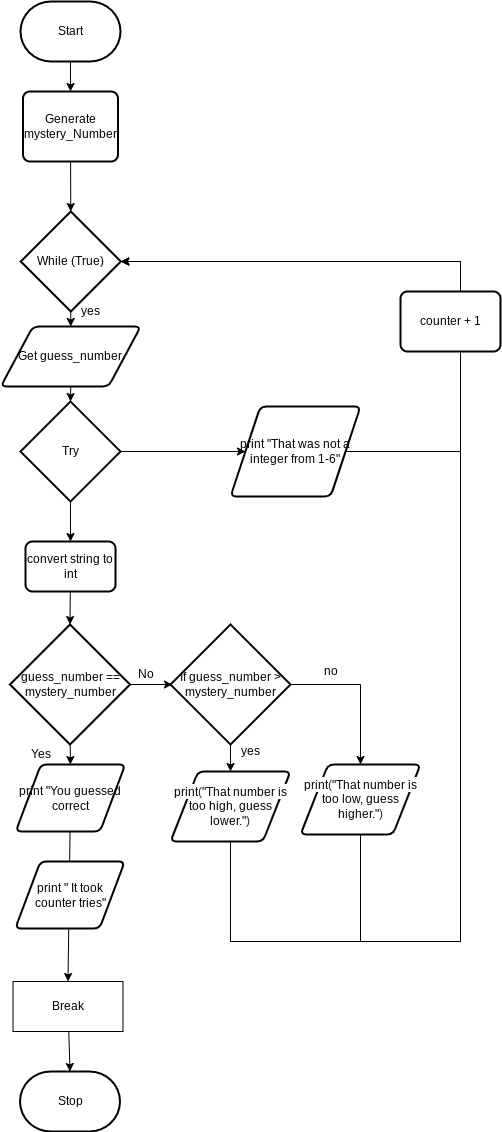 Start
Generate
mystery_Number
While (True)
yes
counter + 1
Get guess_number
Try
print "That was not a
integer from 1-6"
convert string to
int
guess_number ==
mystery_number
No
if guess_number >
mystery_number
no
Yes
yes
print "You guessed
correct
print("That number is
too high, guess
lower.")
print("That number is
too low, guess
higher.")
print " It took
counter tries"
Break
Stop